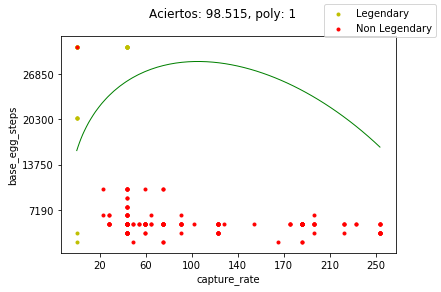 Aciertos: 98.515, poly: 1
Legendary
Non Legendary
base_egg_steps
26850
20300
13750
7190
20
60
100
140
170
210
250
capture_rate